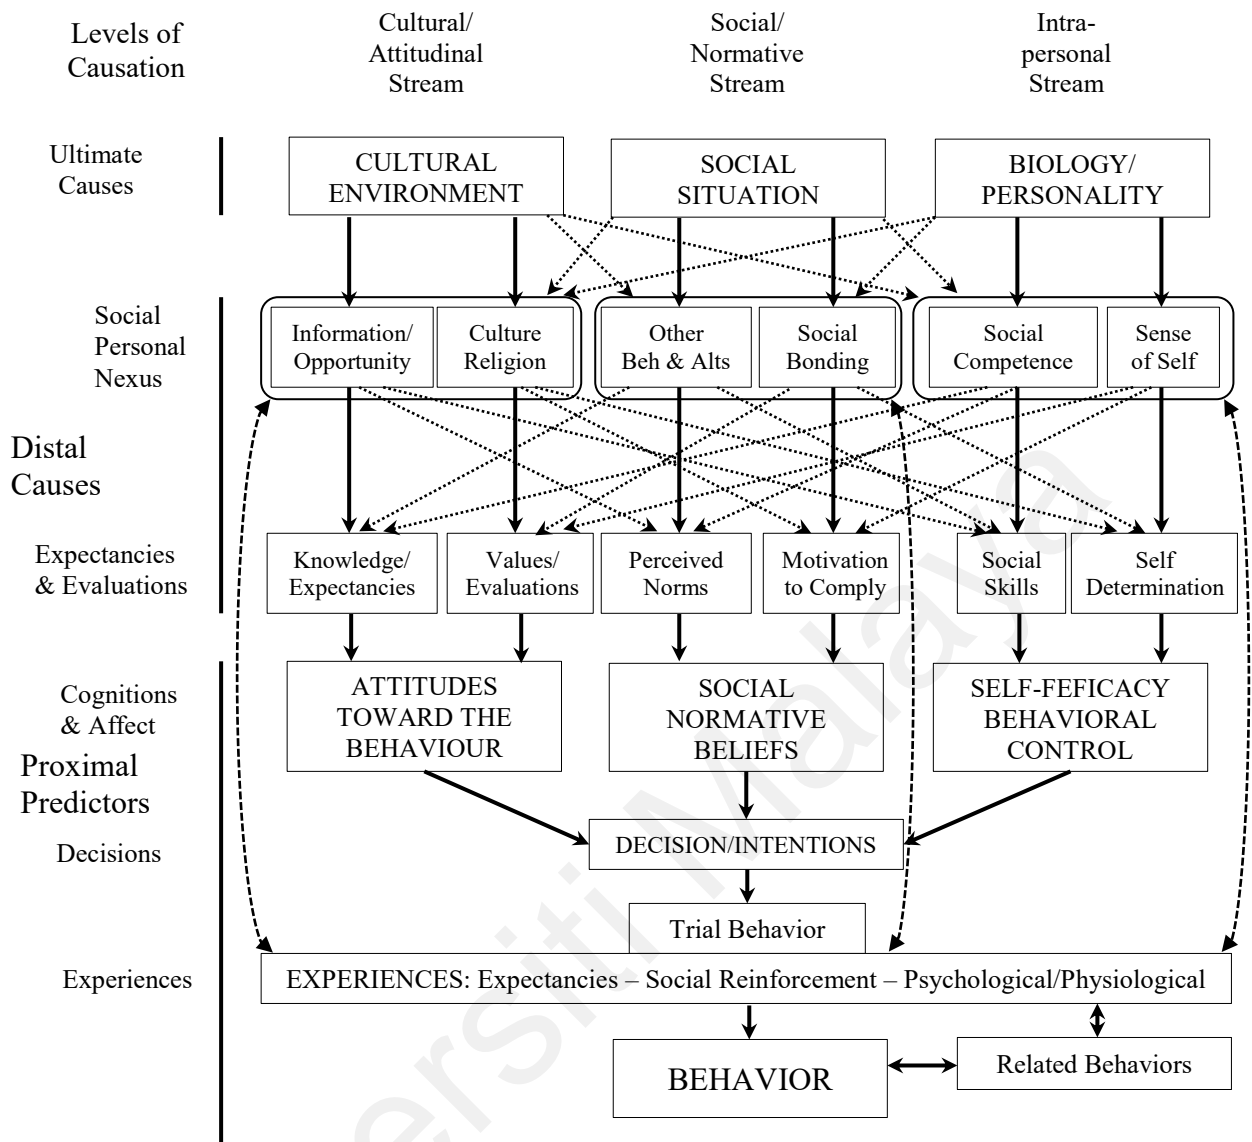 Levels of
Causation
Cultural/
Attitudinal
Stream
Social/
Normative
Stream
Intra-
personal
Stream
Ultimate
Causes
CULTURAL
ENVIRONMENT
SOCIAL
SITUATION
BIOLOGY/
PERSONALITY
Social
Personal
Nexus
Information/
Opportunity
Culture
Religion
Other
Beh & Alts
Social
Bonding
Social
Competence
Sense
of Self
Distal
Causes
Expectancies
& Evaluations
Knowledge/
Expectancies
Values/
Evaluations
Perceived
Norms
Motivation
to Comply
Social
Skills
Self
Determination
Cognitions
& Affect
ATTITUDES
TOWARD THE
BEHAVIOUR
SOCIAL
NORMATIVE
BELIEFS
SELF-FEFICACY
BEHAVIORAL
CONTROL
Proximal
Predictors
Decisions
DECISION/INTENTIONS
Trial Behavior
Experiences
EXPERIENCES: Expectancies – Social Reinforcement – Psychological/Physiological
BEHAVIOR
Related Behaviors
ersiti Malaya